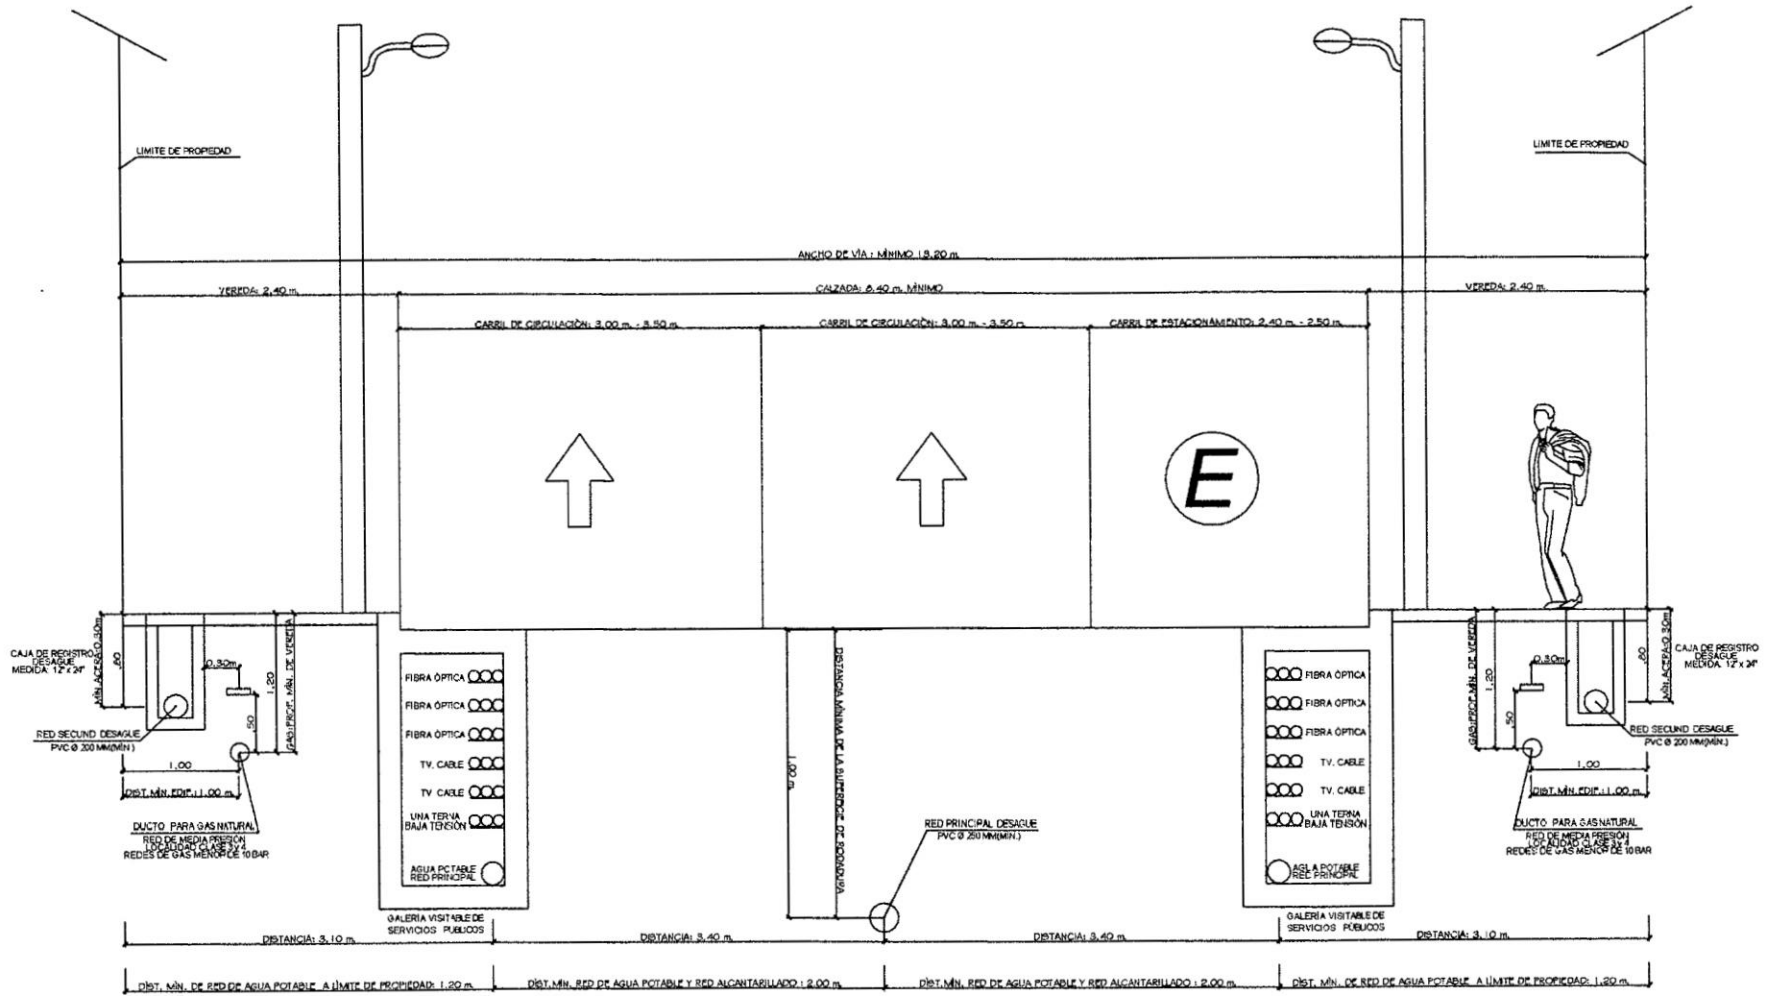 LIMITE DE PROPIEDAD
LIMITE DE PROPIEDAD
ANCHO DE VÍA : MÍNIMO 13.20 m.
VEREDA: 2.40 m.
CALZADA: 8.40 m. MÍNIMO
VEREDA: 2.40 m.
CARRIL DE CIRCULACIÓN: 3.00 m. - 3.50 m.
CARRIL DE CIRCULACIÓN: 3.00 m. - 3.50 m.
CARRIL DE ESTACIONAMIENTO: 2.40 m. - 2.50 m.
E
CAJA DE REGISTRO
DESAGUE
MEDIDA: 12" x 24"
MÍN. ACERA: 0.30m
.60
0.30m
.50
1.20
GAS: PROF. MÍN. DE VEREDA
RED SECUND DESAGUE
PVC Ø 200 MM(MÍN.)
1.00
DIST. MÍN. EDIF.: 1.00 m.
DUCTO PARA GAS NATURAL
RED DE MEDIA PRESIÓN
LOCALIDAD CLASE 3 y 4
REDES DE GAS MENOR DE 10 BAR
FIBRA ÓPTICA
FIBRA ÓPTICA
FIBRA ÓPTICA
TV. CABLE
TV CABLE
UNA TERNA
BAJA TENSIÓN
AGUA POTABLE
RED PRINCIPAL
GALERÍA VISITABLE DE
SERVICIOS PUBLICOS
1.00 m.
DISTANCIA MÍNIMA DE LA SUPERFICIE DE RODADURA
RED PRINCIPAL DESAGUE
PVC Ø 250 MM(MIN.)
FIBRA ÓPTICA
FIBRA ÓPTICA
FIBRA ÓPTICA
TV. CABLE
TV. CABLE
UNA TERNA
BAJA TENSIÓN
AGUA POTABLE
RED PRINCIPAL
GALERÍA VISITABLE DE
SERVICIOS PÚBLICOS
GAS: PROF. MÍN. DE VEREDA
1.20
.50
0.30m
.60
MÍN. ACERA: 0.30m
CAJA DE REGISTRO
DESAGUE
MEDIDA: 12" x 24"
RED SECUND DESAGUE
PVC Ø 200 MM(MÍN.)
1.00
DIST. MÍN. EDIF.: 1.00 m.
DUCTO PARA GAS NATURAL
RED DE MEDIA PRESIÓN
LOCALIDAD CLASE 3 y 4
REDES DE GAS MENOR DE 10 BAR
DISTANCIA: 3.10 m.
DISTANCIA: 3.40 m.
DISTANCIA: 3.40 m.
DISTANCIA: 3.10 m.
DIST. MÍN. DE RED DE AGUA POTABLE A LÍMITE DE PROPIEDAD: 1.20 m.
DIST. MÍN. RED DE AGUA POTABLE Y RED ALCANTARILLADO : 2.00 m.
DIST. MÍN. RED DE AGUA POTABLE Y RED ALCANTARILLADO : 2.00 m.
DIST. MÍN. DE RED DE AGUA POTABLE A LÍMITE DE PROPIEDAD: 1.20 m.